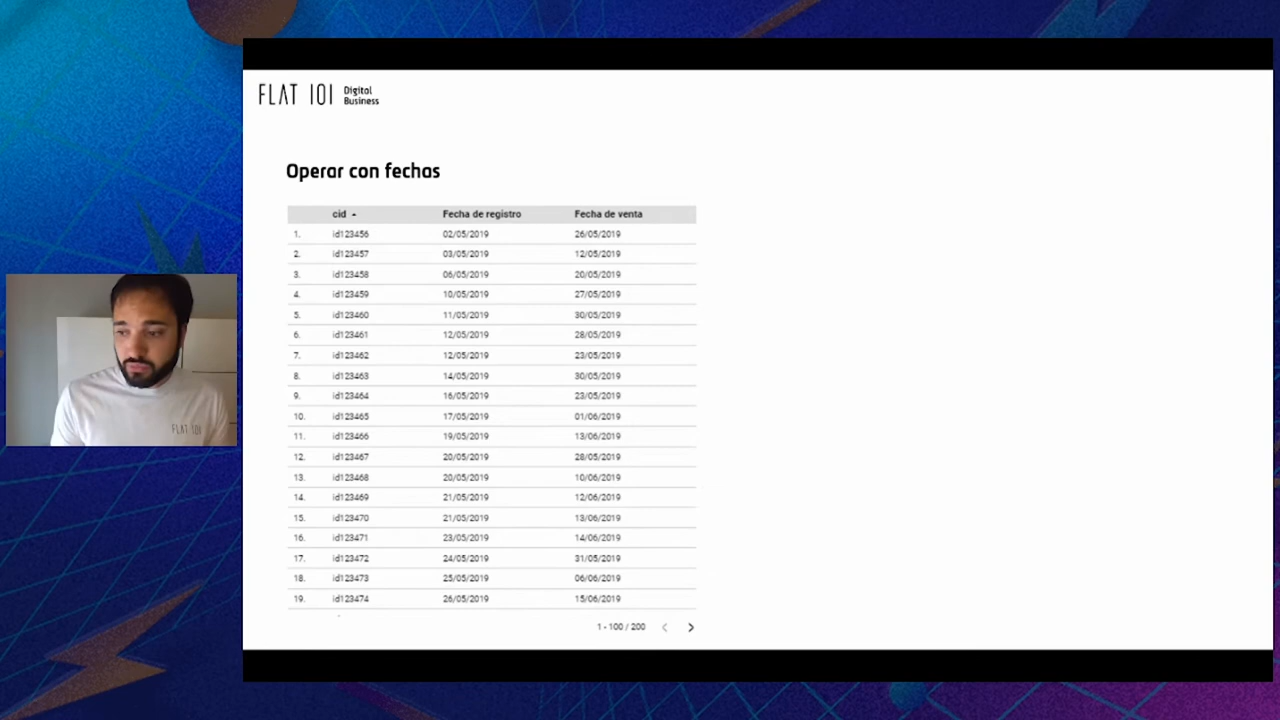 FLAT 101 Digital Business
Operar con fechas
cid Fecha de registro Fecha de venta
1. id123456 02/05/2019 26/05/2019
2. id123457 03/05/2019 12/05/2019
3. id123458 06/05/2019 20/05/2019
4. id123459 10/05/2019 27/05/2019
5. id123460 11/05/2019 30/05/2019
6. id123461 12/05/2019 28/05/2019
7. id123462 12/05/2019 23/05/2019
8. id123463 14/05/2019 30/05/2019
9. id123464 16/05/2019 23/05/2019
10. id123465 17/05/2019 01/06/2019
11. id123466 19/05/2019 13/06/2019
12. id123467 20/05/2019 28/05/2019
13. id123468 20/05/2019 10/06/2019
14. id123469 21/05/2019 12/06/2019
15. id123470 21/05/2019 13/06/2019
16. id123471 23/05/2019 14/06/2019
17. id123472 24/05/2019 31/05/2019
18. id123473 25/05/2019 06/06/2019
19. id123474 26/05/2019 15/06/2019
1 - 100 / 200
FLAT 101